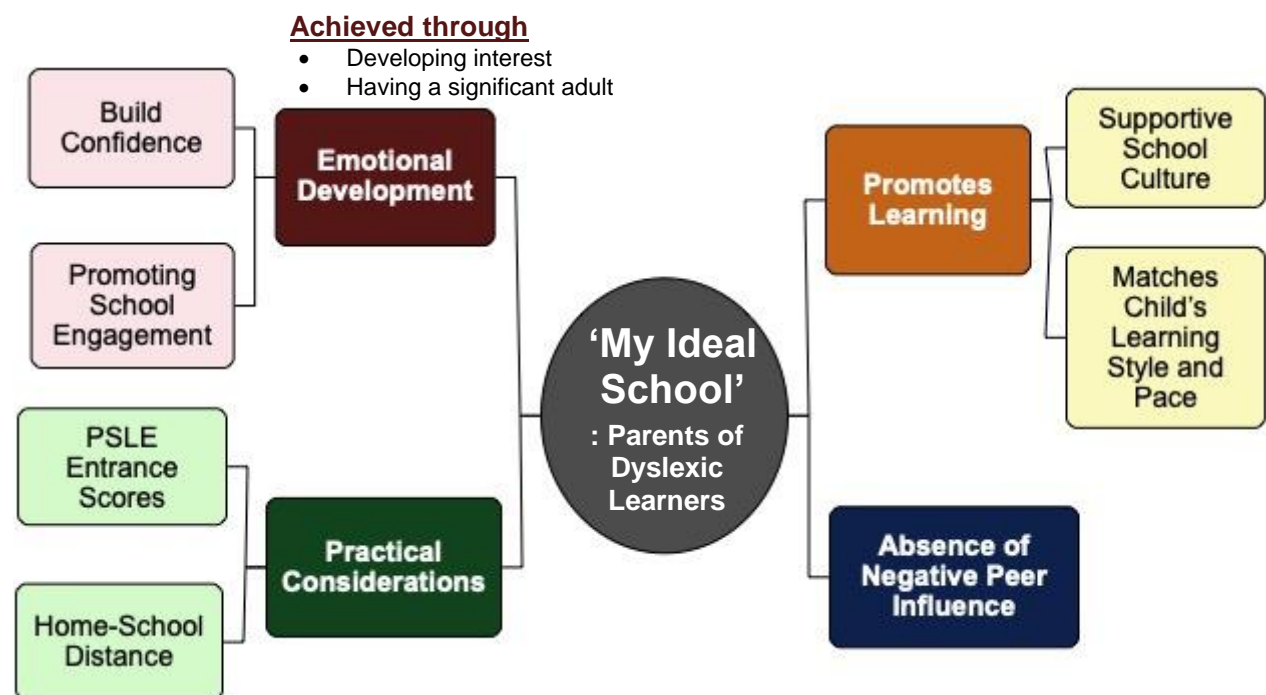 Achieved through
• Developing interest
• Having a significant adult
Build
Confidence
Emotional
Development
Promoting
School
Engagement
PSLE
Entrance
Scores
Practical
Considerations
Home-School
Distance
‘My Ideal
School’
: Parents of
Dyslexic
Learners
Promotes
Learning
Supportive
School
Culture
Matches
Child’s
Learning
Style and
Pace
Absence of
Negative Peer
Influence